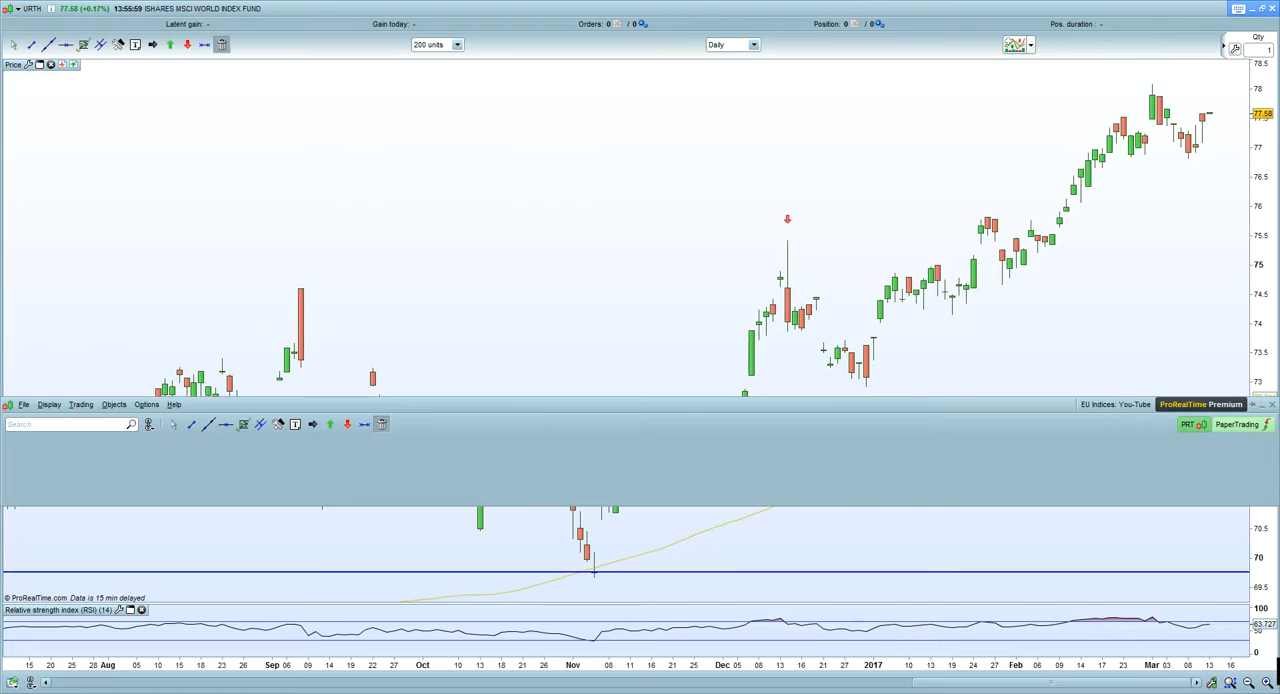 URTH 77.58 (+0.17%) 13:55:59 ISHARES MSCI WORLD INDEX FUND
Latent gain: - Gain today: - Orders: 0 / 0 Position: 0 / 0 Pos. duration : -
200 units Daily Qty
1
Price
78.5
78
77.58
77
76.5
76
75.5
75
74.5
74
73.5
73
File Display Trading Objects Options Help EU Indices: You-Tube ProRealTime Premium
Search... PRT PaperTrading
70.5
70
69.5
© ProRealTime.com Data is 15 min delayed
Relative strength index (RSI) (14)
100
63.727
50
0
15 20 25 28 Aug 10 15 18 23 26 Sep 06 09 14 19 22 27 Oct 10 13 18 21 26 Nov 08 11 16 21 25 Dec 05 08 13 16 21 27 2017 10 13 19 24 27 Feb 06 09 14 17 23 Mar 03 08 13 16